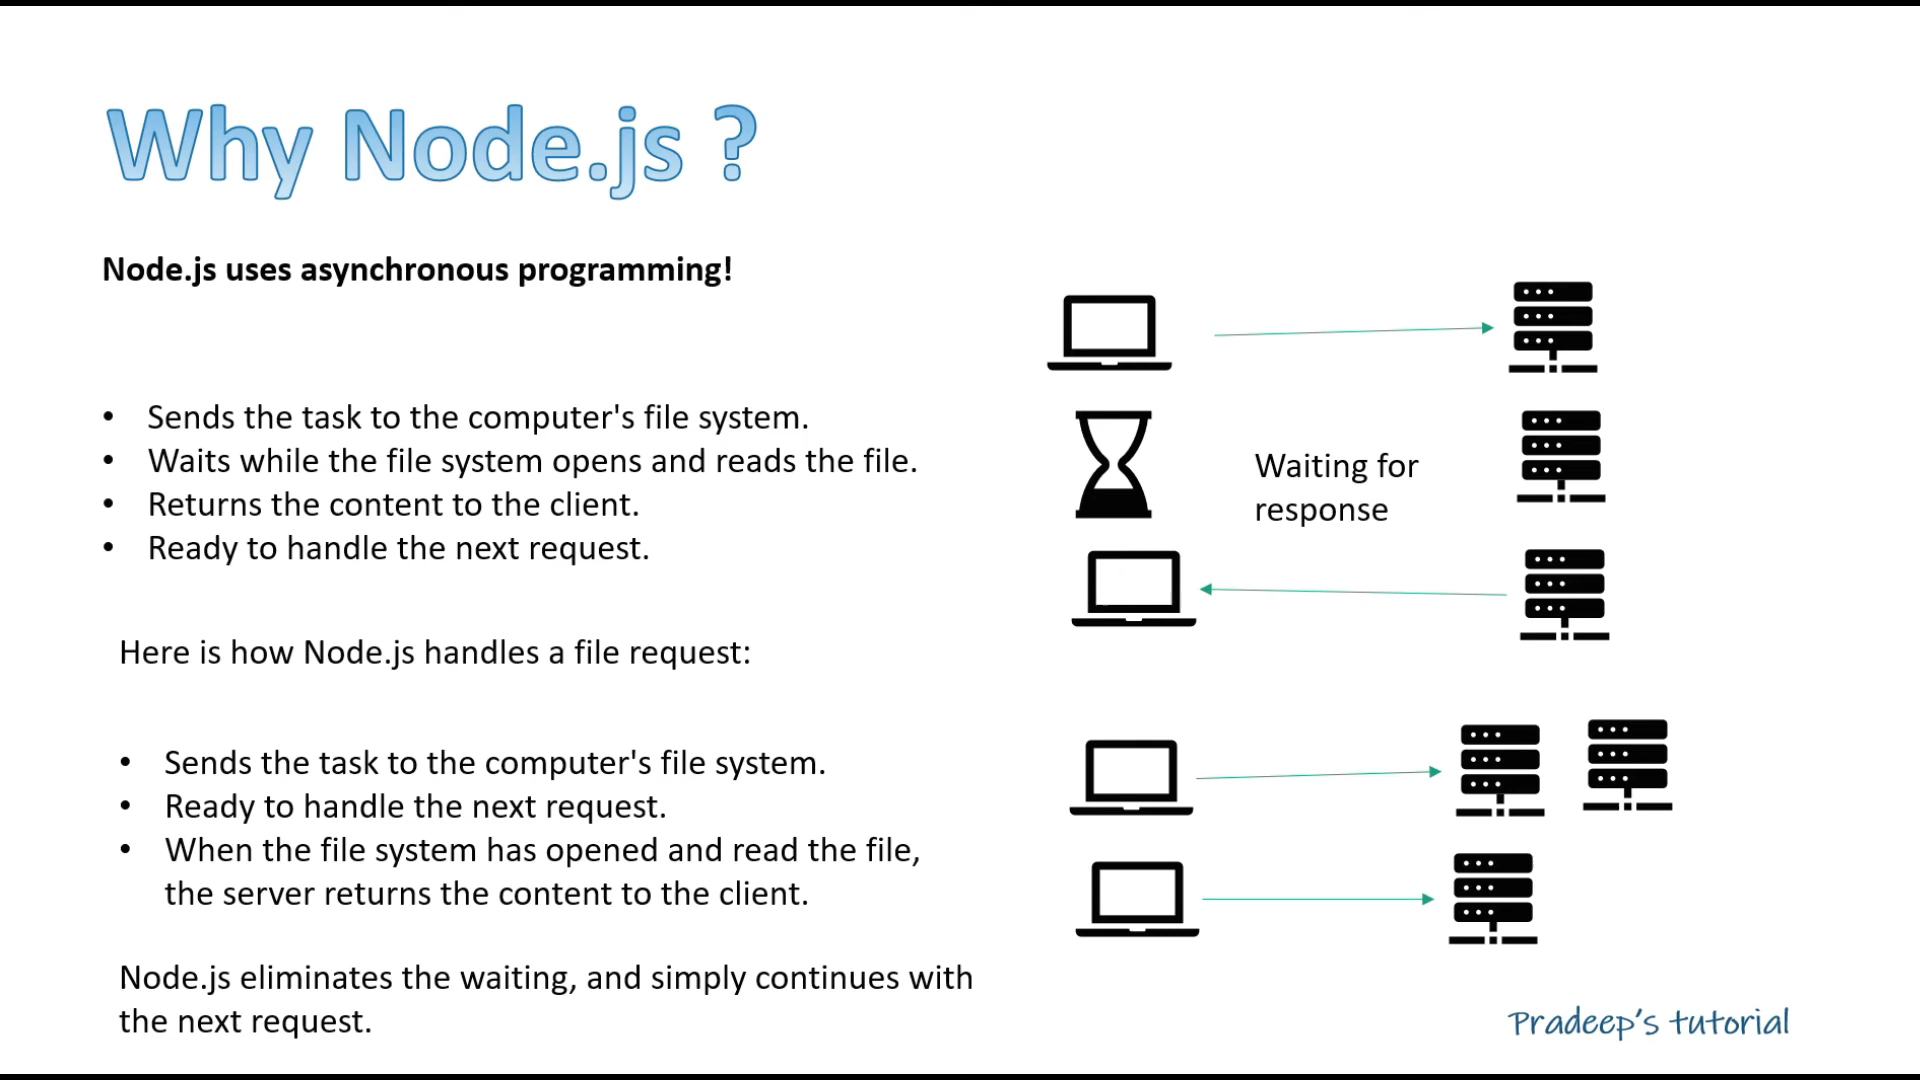 Why Node.js ?
Node.js uses asynchronous programming!
• Sends the task to the computer's file system.
• Waits while the file system opens and reads the file.
• Returns the content to the client.
• Ready to handle the next request.
Waiting for
response
Here is how Node.js handles a file request:
• Sends the task to the computer's file system.
• Ready to handle the next request.
• When the file system has opened and read the file,
the server returns the content to the client.
Node.js eliminates the waiting, and simply continues with
the next request.
Pradeep's tutorial